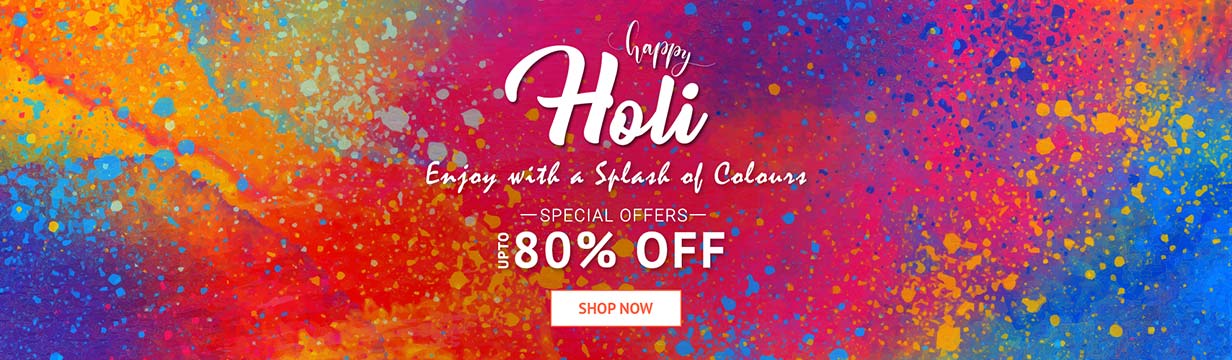 happy
Holi
Enjoy with a Splash of Colours
SPECIAL OFFERS
UPTO 80% OFF
SHOP NOW